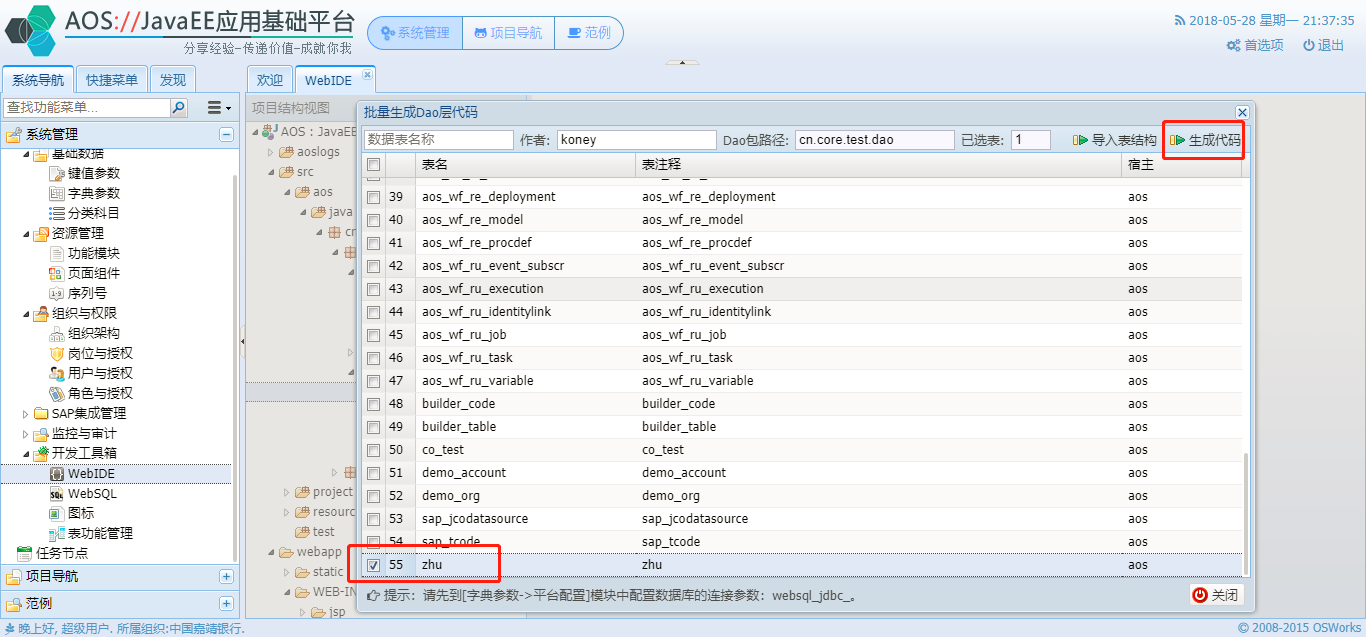 AOS://JavaEE应用基础平台
分享经验-传递价值-成就你我
系统管理 项目导航 范例
2018-05-28 星期一 21:37:35
首选项 退出
系统导航 快捷菜单 发现
查找功能菜单...
系统管理
基础数据
键值参数
字典参数
分类科目
资源管理
功能模块
页面组件
序列号
组织与权限
组织架构
岗位与授权
用户与授权
角色与授权
SAP集成管理
监控与审计
开发工具箱
WebIDE
WebSQL
图标
表功能管理
任务节点
项目导航
范例
欢迎 WebIDE
项目结构视图
AOS : JavaEE
aoslogs
src
aos
java
project
test
webapp
static
jsp
批量生成Dao层代码
数据表名称 作者: koney Dao包路径: cn.core.test.dao 已选表: 1 导入表结构 生成代码
表名 表注释 宿主
39 aos_wf_re_deployment aos_wf_re_deployment aos
40 aos_wf_re_model aos_wf_re_model aos
41 aos_wf_re_procdef aos_wf_re_procdef aos
42 aos_wf_ru_event_subscr aos_wf_ru_event_subscr aos
43 aos_wf_ru_execution aos_wf_ru_execution aos
44 aos_wf_ru_identitylink aos_wf_ru_identitylink aos
45 aos_wf_ru_job aos_wf_ru_job aos
46 aos_wf_ru_task aos_wf_ru_task aos
47 aos_wf_ru_variable aos_wf_ru_variable aos
48 builder_code builder_code aos
49 builder_table builder_table aos
50 co_test co_test aos
51 demo_account demo_account aos
52 demo_org demo_org aos
53 sap_jcodatasource sap_jcodatasource aos
54 sap_tcode sap_tcode aos
55 zhu zhu aos
提示：请先到[字典参数->平台配置]模块中配置数据库的连接参数：websql_jdbc_。
关闭
晚上好, 超级用户. 所属组织:中国嘉靖银行.
© 2008-2015 OSWorks